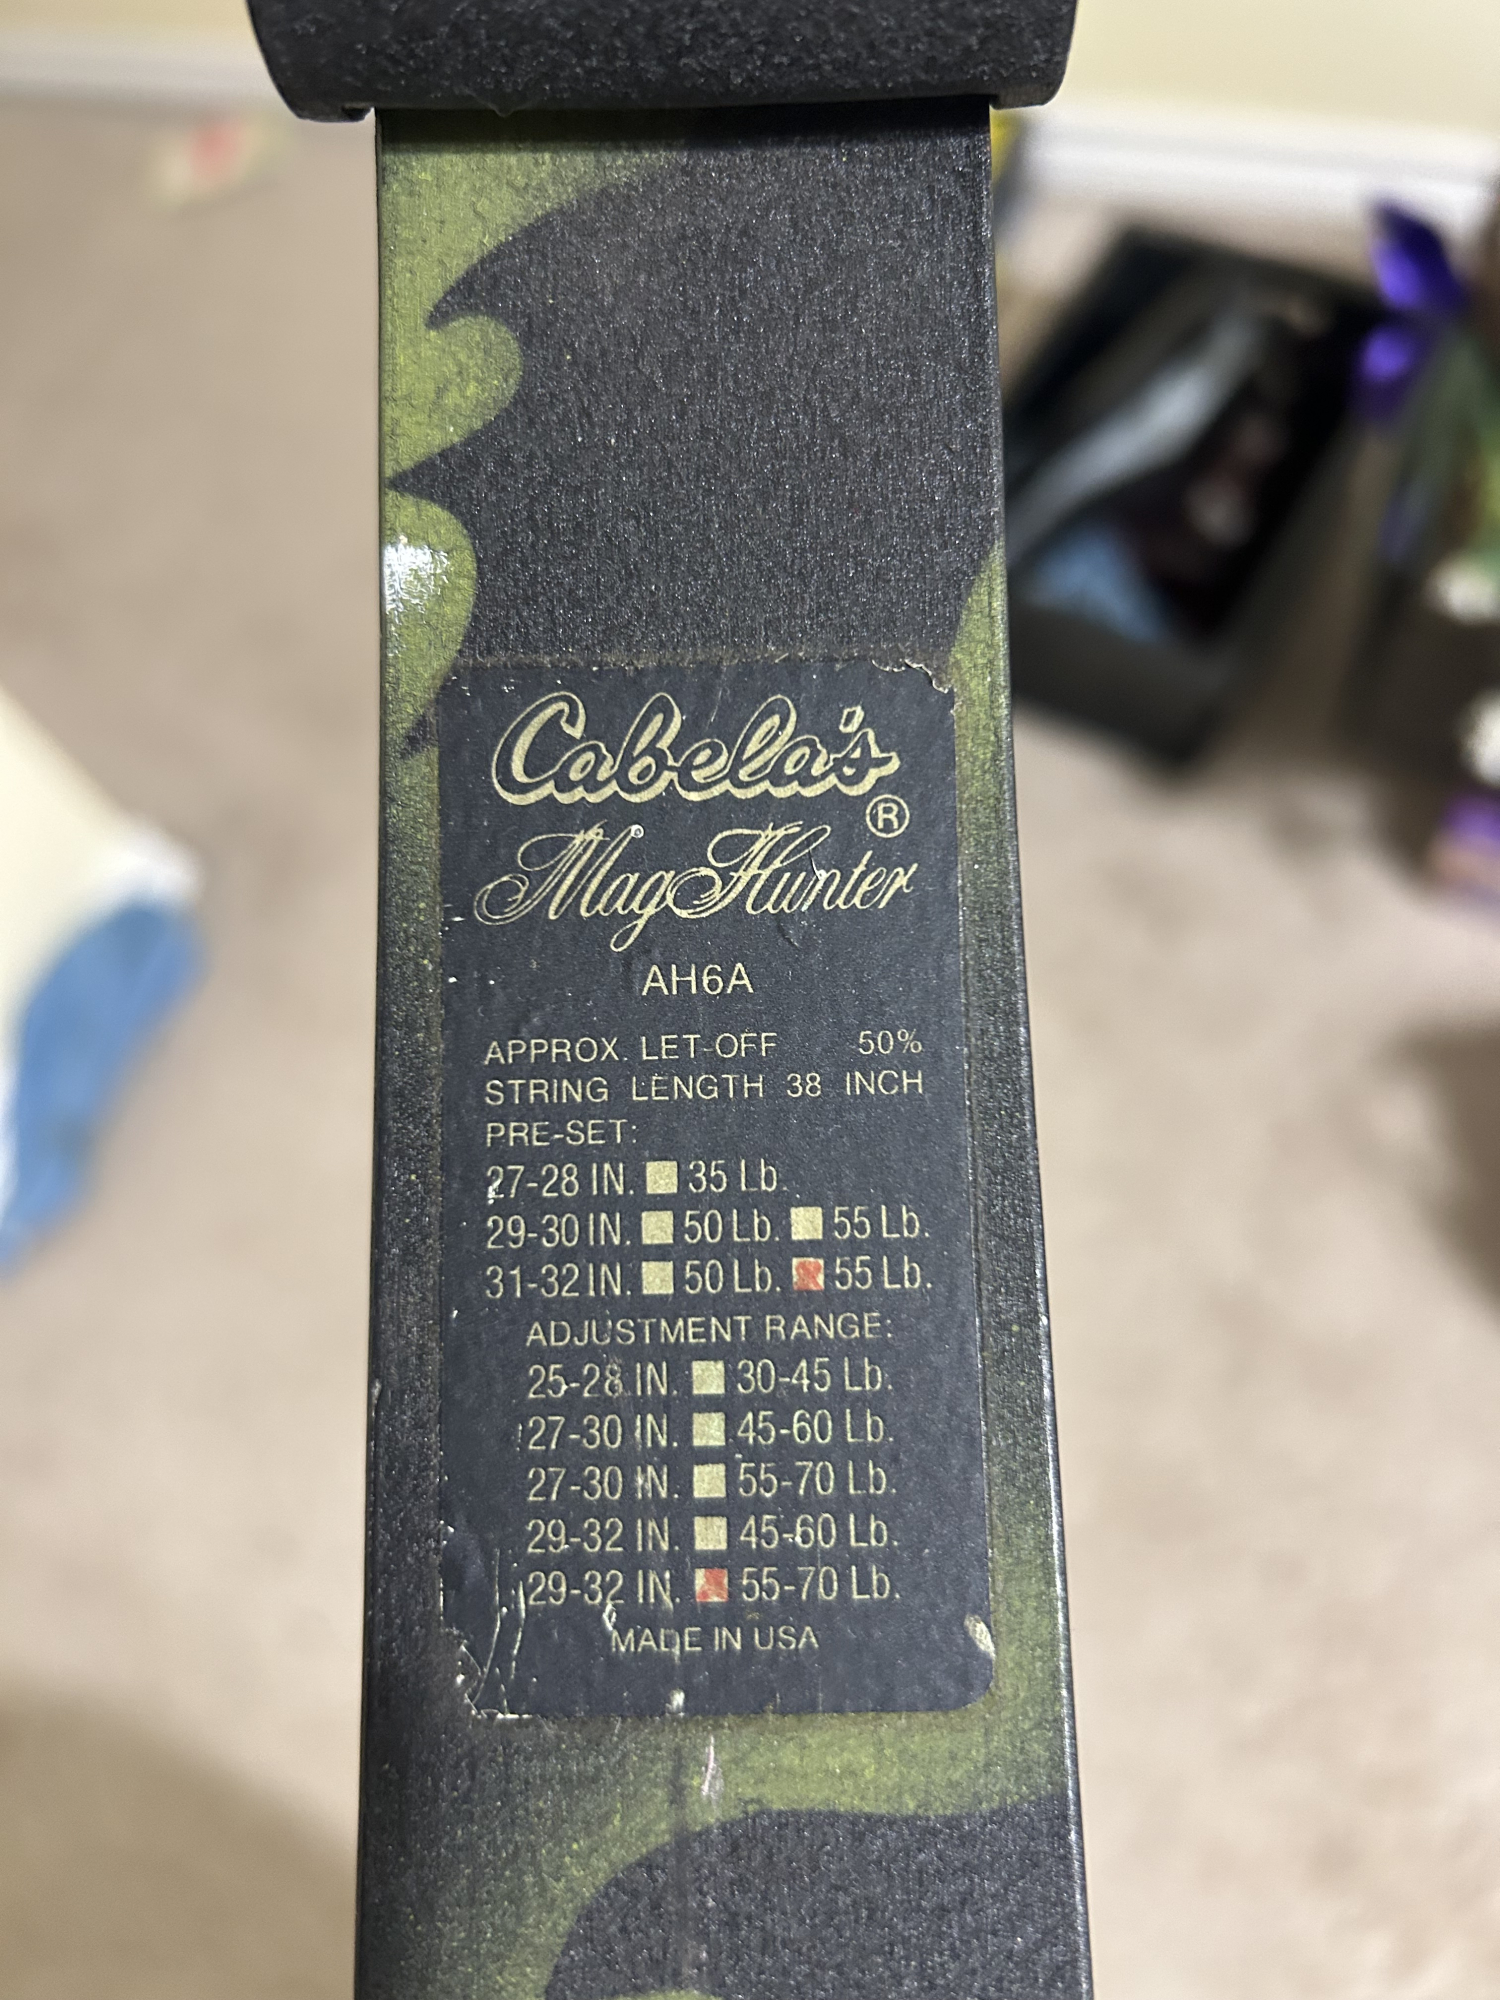 Cabela's
®
Mag Hunter
AH6A
APPROX. LET-OFF 50%
STRING LENGTH 38 INCH
PRE-SET:
27-28 IN. 35 Lb.
29-30 IN. 50 Lb. 55 Lb.
31-32 IN. 50 Lb. 55 Lb.
ADJUSTMENT RANGE:
25-28 IN. 30-45 Lb.
27-30 IN. 45-60 Lb.
27-30 IN. 55-70 Lb.
29-32 IN. 45-60 Lb.
29-32 IN. 55-70 Lb.
MADE IN USA